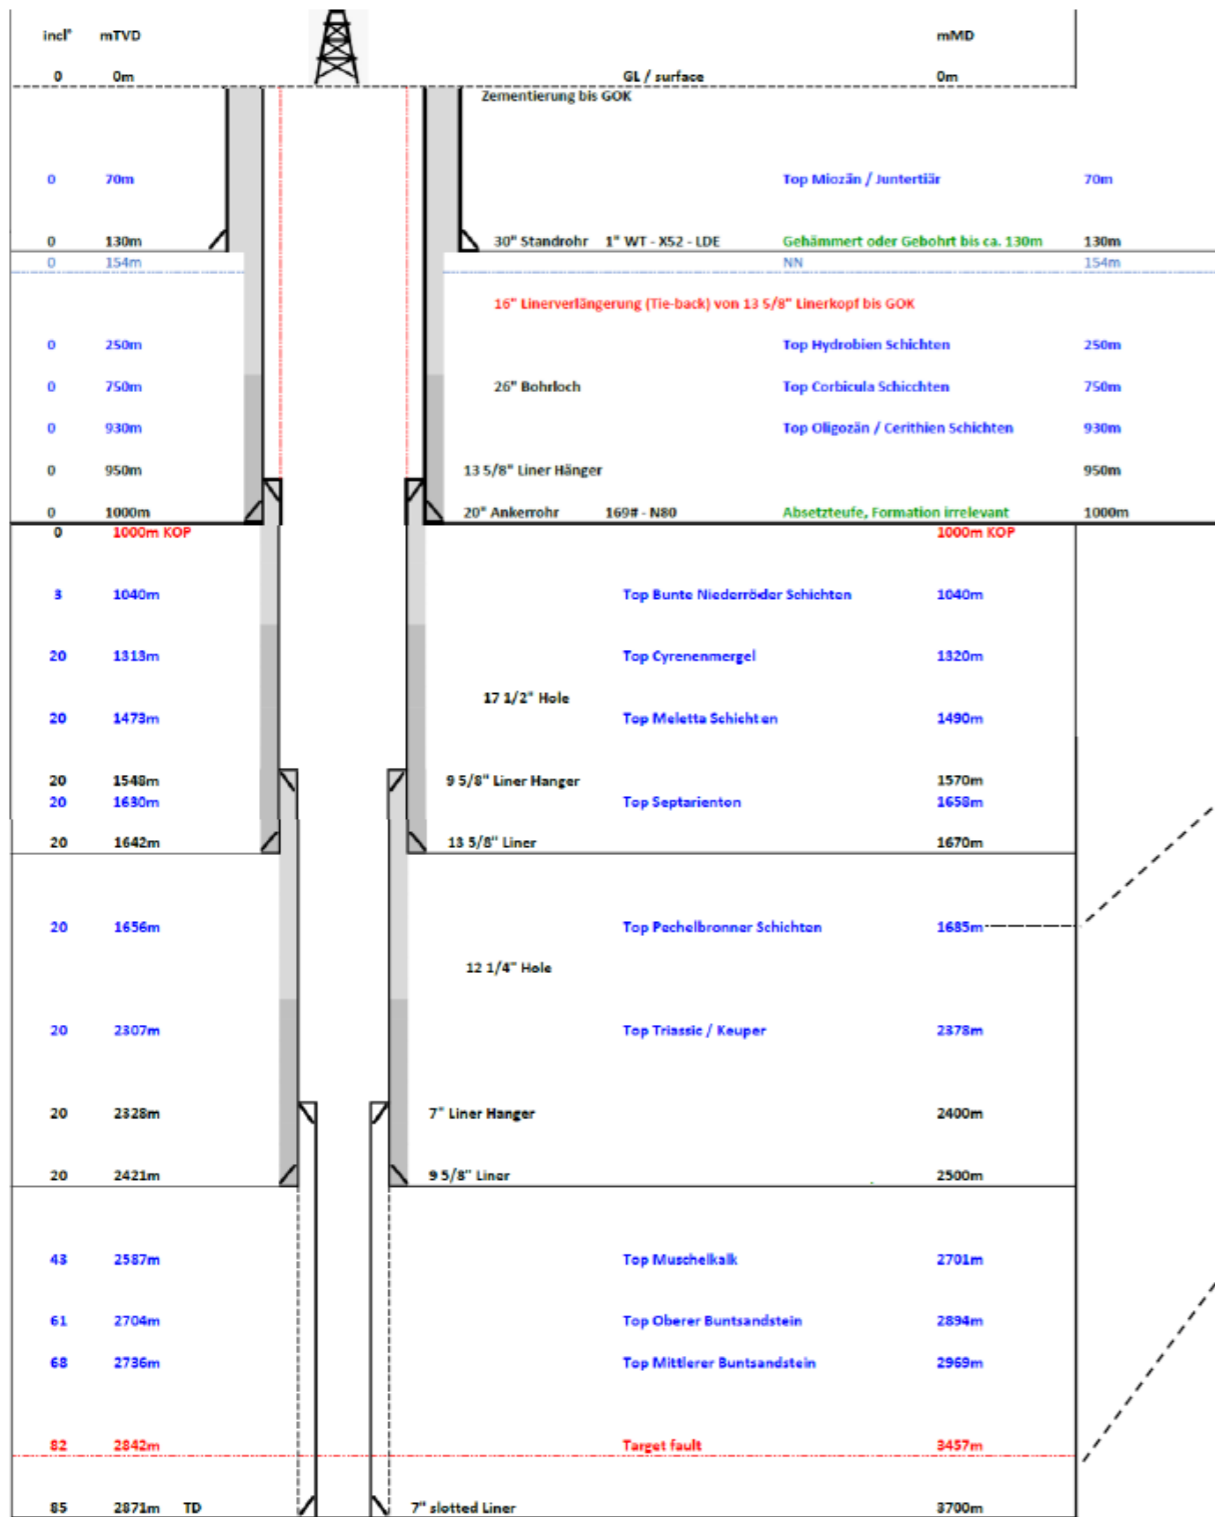 incl° mTVD mMD
0 0m GL / surface 0m
Zementierung bis GOK
0 70m Top Miozän / Juntertiär 70m
0 130m 30" Standrohr 1" WT - X52 - LDE Gehämmert oder Gebohrt bis ca. 130m 130m
0 154m NN 154m
16" Linerverlängerung (Tie-back) von 13 5/8" Linerkopf bis GOK
0 250m Top Hydrobien Schichten 250m
0 750m 26" Bohrloch Top Corbicula Schicchten 750m
0 930m Top Oligozän / Cerithien Schichten 930m
0 950m 13 5/8" Liner Hänger 950m
0 1000m 20" Ankerrohr 169# - N80 Absetzteufe, Formation irrelevant 1000m
0 1000m KOP 1000m KOP
3 1040m Top Bunte Niederröder Schichten 1040m
20 1313m Top Cyrenenmergel 1320m
17 1/2" Hole
20 1473m Top Meletta Schichten 1490m
20 1548m 9 5/8" Liner Hanger 1570m
20 1630m Top Septarienton 1658m
20 1642m 13 5/8" Liner 1670m
20 1656m Top Pechelbronner Schichten 1685m
12 1/4" Hole
20 2307m Top Triassic / Keuper 2378m
20 2328m 7" Liner Hanger 2400m
20 2421m 9 5/8" Liner 2500m
43 2587m Top Muschelkalk 2701m
61 2704m Top Oberer Buntsandstein 2894m
68 2736m Top Mittlerer Buntsandstein 2969m
82 2842m Target fault 3457m
85 2871m TD 7" slotted Liner 3700m